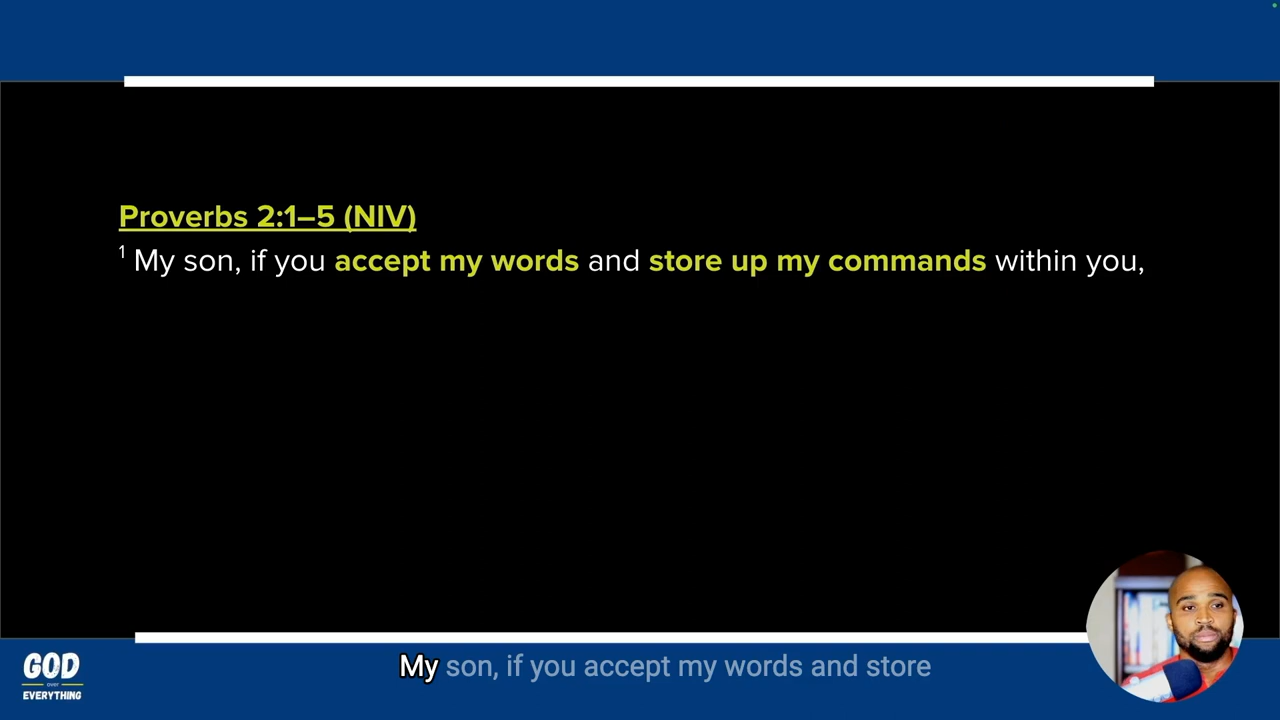 Proverbs 2:1–5 (NIV)
1 My son, if you accept my words and store up my commands within you,
GOD
OVER
EVERYTHING
My son, if you accept my words and store